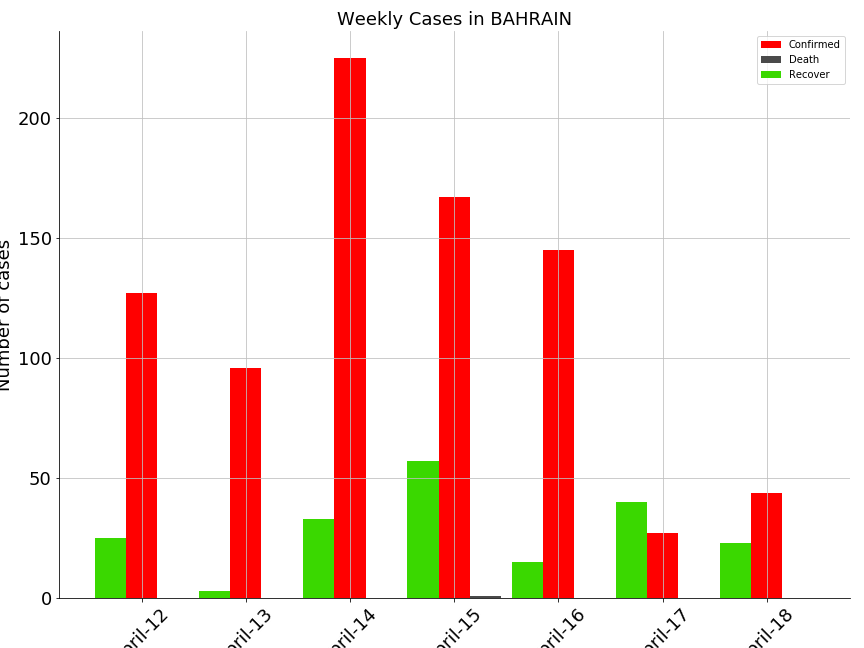 Weekly Cases in BAHRAIN
Confirmed
Death
Recover
Number of cases
200
150
100
50
0
pril-12
pril-13
pril-14
pril-15
pril-16
pril-17
pril-18